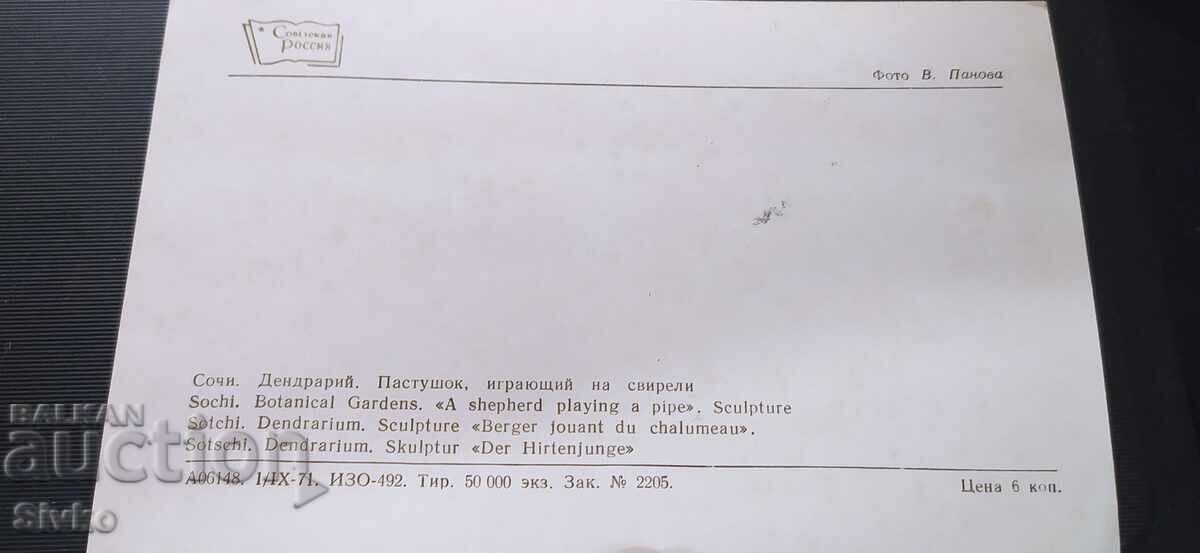 Советская
Россия
Фото В. Панова
Сочи. Дендрарий. Пастушок, играющий на свирели
Sochi. Botanical Gardens. «A shepherd playing a pipe». Sculpture
Sotchi. Dendrarium. Sculpture «Berger jouant du chalumeau».
Sotschi. Dendrarium. Skulptur «Der Hirtenjunge»
А06148. 1/IX-71. ИЗО-492. Тир. 50 000 экз. Зак. № 2205.
Цена 6 коп.
BALKAN
auction
Sivko